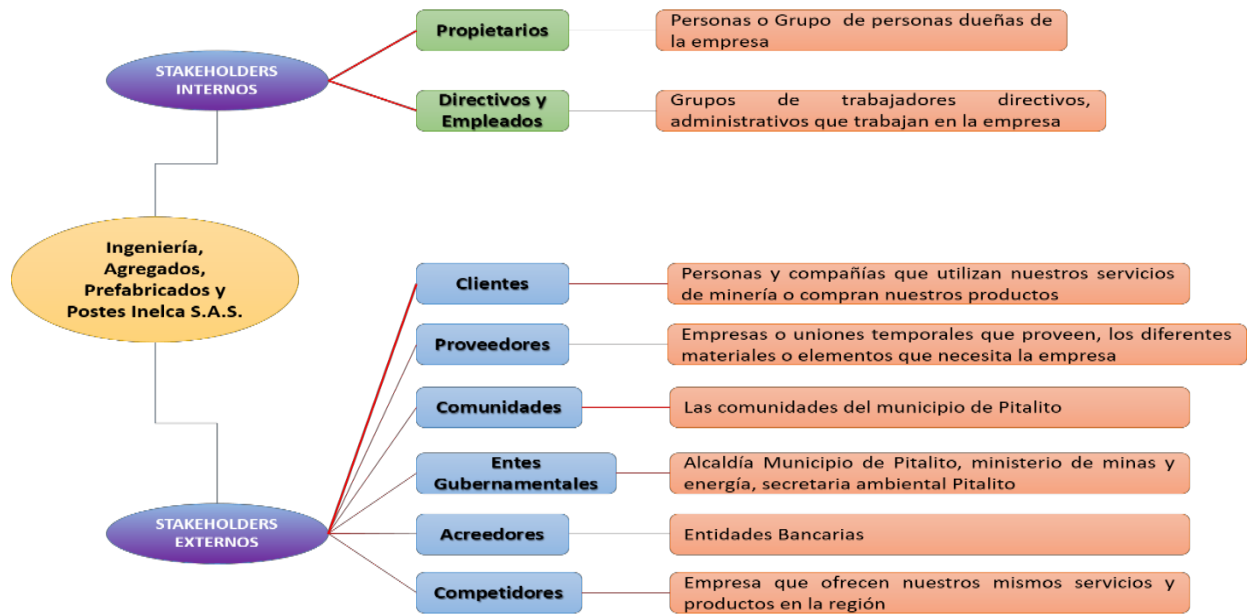 STAKEHOLDERS
INTERNOS
Propietarios
Personas o Grupo de personas dueñas de
la empresa
Directivos y
Empleados
Grupos de trabajadores directivos,
administrativos que trabajan en la empresa
Ingeniería,
Agregados,
Prefabricados y
Postes Inelca S.A.S.
STAKEHOLDERS
EXTERNOS
Clientes
Personas y compañías que utilizan nuestros servicios
de minería o compran nuestros productos
Proveedores
Empresas o uniones temporales que proveen, los diferentes
materiales o elementos que necesita la empresa
Comunidades
Las comunidades del municipio de Pitalito
Entes
Gubernamentales
Alcaldía Municipio de Pitalito, ministerio de minas y
energía, secretaria ambiental Pitalito
Acreedores
Entidades Bancarias
Competidores
Empresa que ofrecen nuestros mismos servicios y
productos en la región